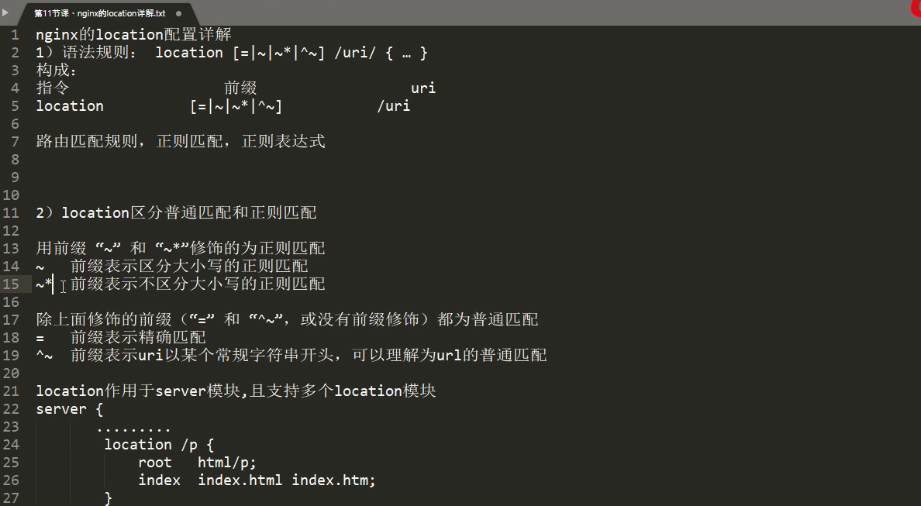 第11节课、nginx的location详解.txt
1 nginx的location配置详解
2 1）语法规则： location [=|~|~*|^~] /uri/ { … }
3 构成：
4 指令 前缀 uri
5 location [=|~|~*|^~] /uri
6
7 路由匹配规则，正则匹配，正则表达式
8
9
10
11 2）location区分普通匹配和正则匹配
12
13 用前缀 “~” 和 “~*”修饰的为正则匹配
14 ~ 前缀表示区分大小写的正则匹配
15 ~* 前缀表示不区分大小写的正则匹配
16
17 除上面修饰的前缀（“=” 和 “^~”，或没有前缀修饰）都为普通匹配
18 = 前缀表示精确匹配
19 ^~ 前缀表示uri以某个常规字符串开头，可以理解为url的普通匹配
20
21 location作用于server模块,且支持多个location模块
22 server {
23 .........
24 location /p {
25 root html/p;
26 index index.html index.htm;
27 }